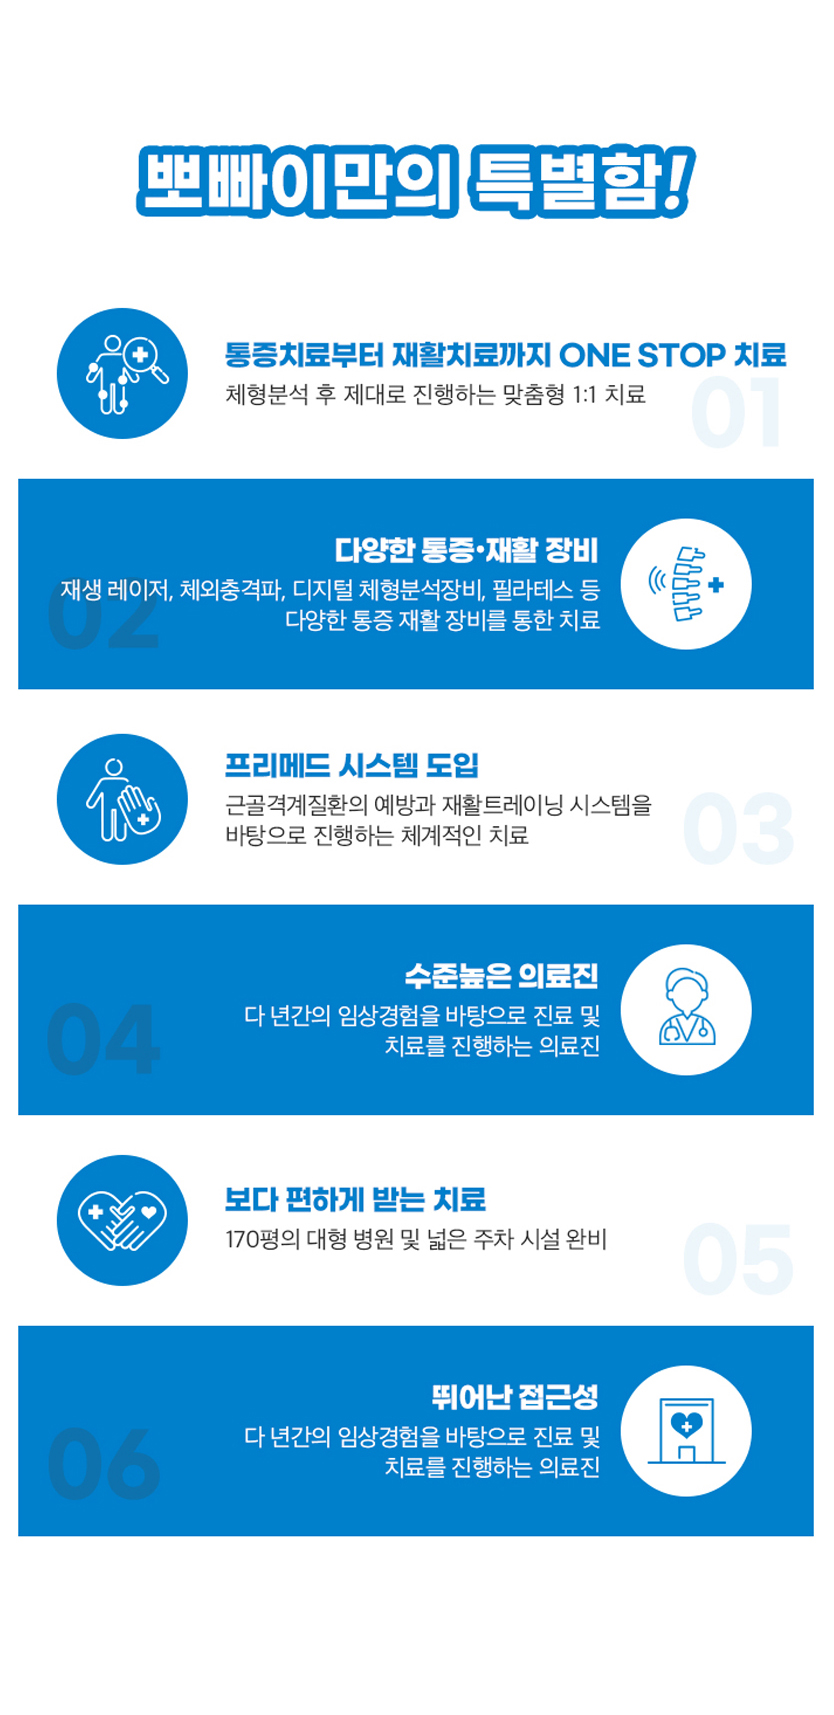 뽀빠이만의 특별함!
통증치료부터 재활치료까지 ONE STOP 치료
체형분석 후 제대로 진행하는 맞춤형 1:1 치료
01
다양한 통증·재활 장비
재생 레이저, 체외충격파, 디지털 체형분석장비, 필라테스 등
다양한 통증 재활 장비를 통한 치료
02
프리메드 시스템 도입
근골격계질환의 예방과 재활트레이닝 시스템을
바탕으로 진행하는 체계적인 치료
03
수준높은 의료진
다 년간의 임상경험을 바탕으로 진료 및
치료를 진행하는 의료진
04
보다 편하게 받는 치료
170평의 대형 병원 및 넓은 주차 시설 완비
05
뛰어난 접근성
다 년간의 임상경험을 바탕으로 진료 및
치료를 진행하는 의료진
06